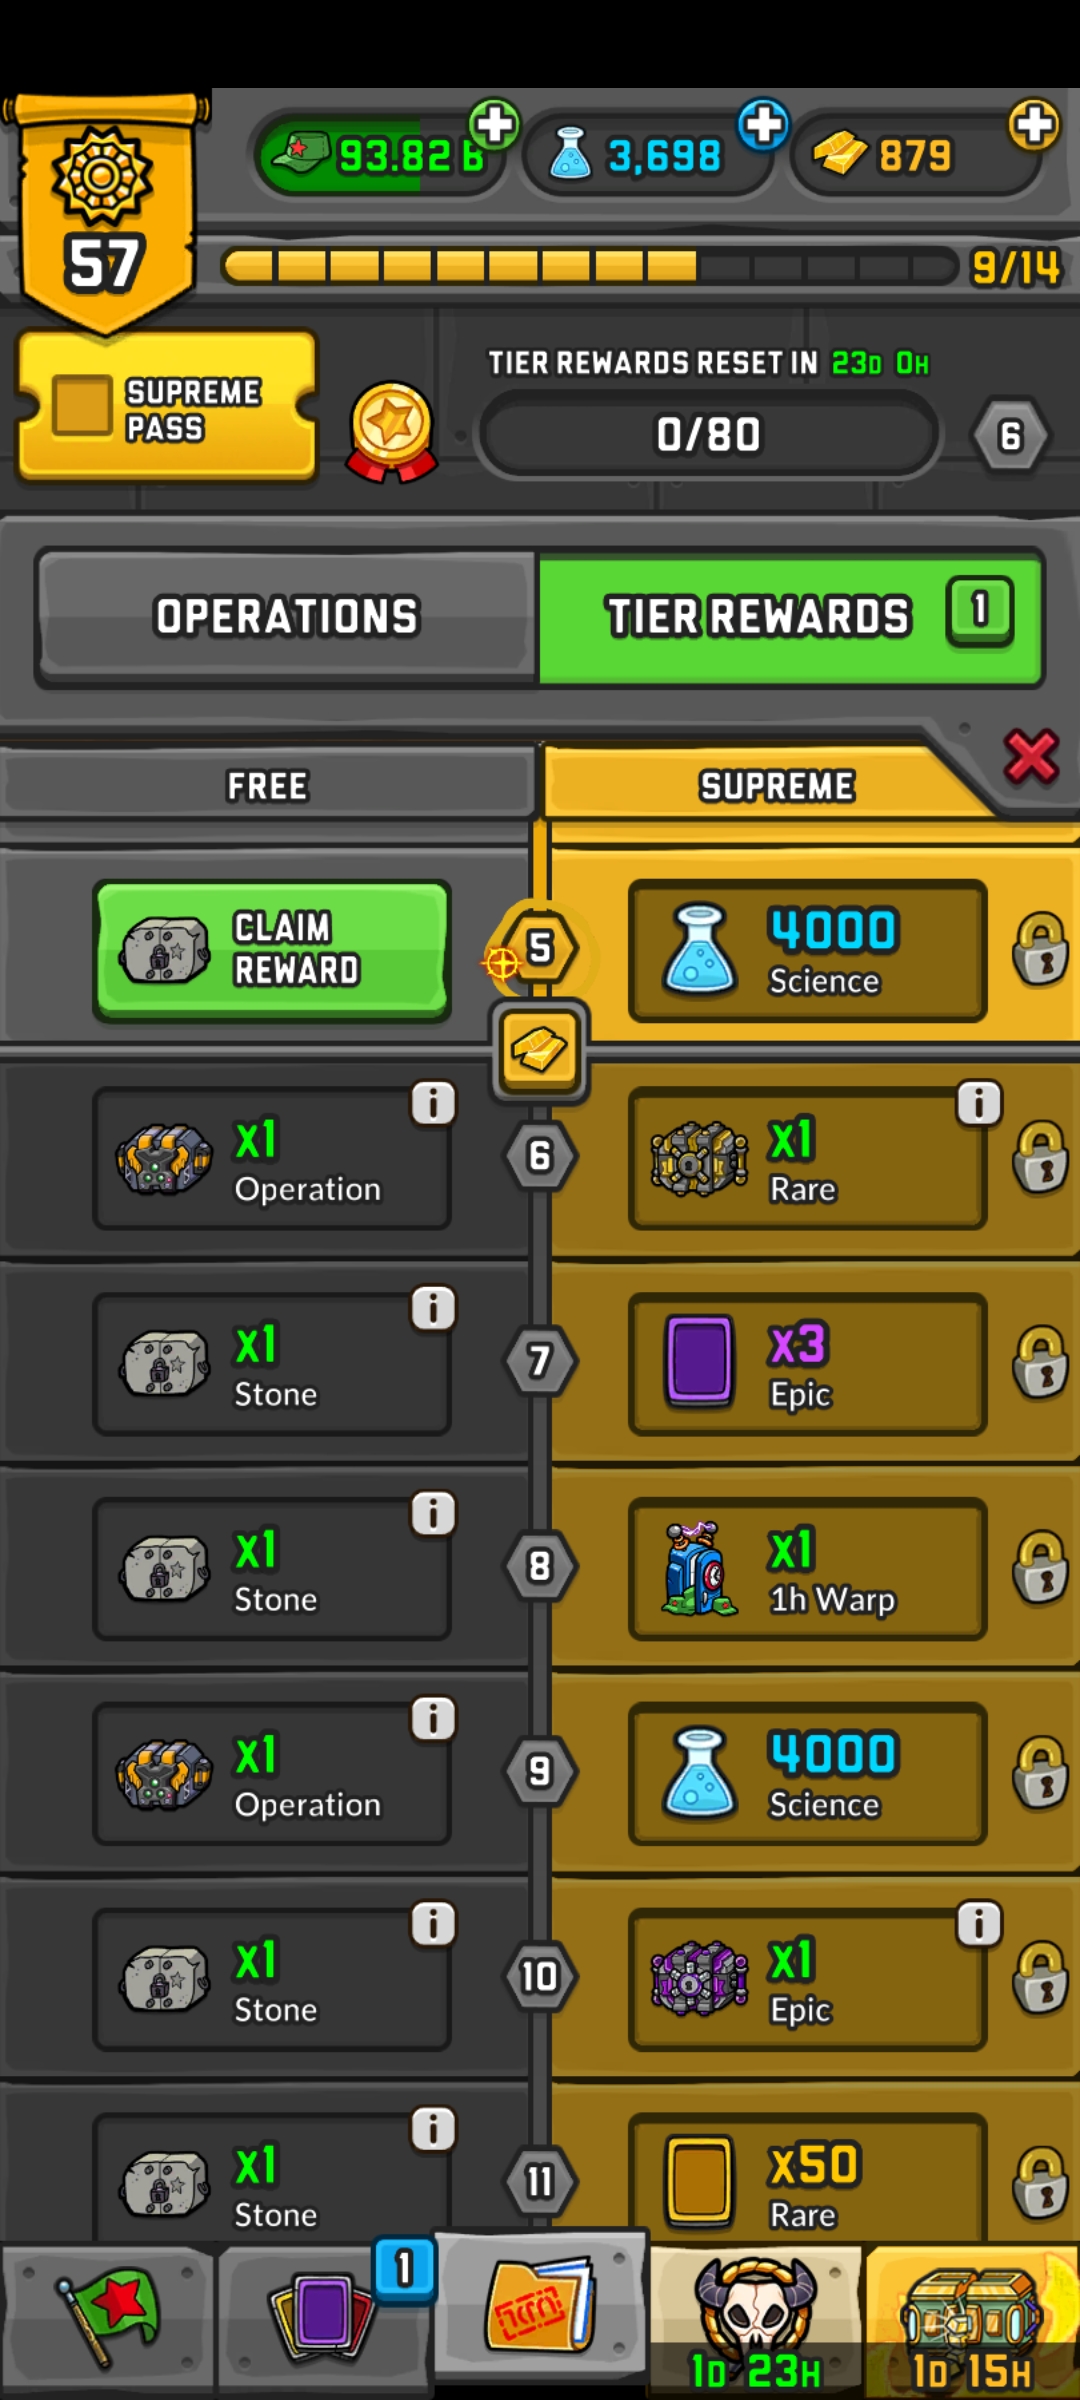 93.82 B
3,698
879
57
9/14
SUPREME
PASS
TIER REWARDS RESET IN 23D 0H
0/80
6
OPERATIONS
TIER REWARDS
1
FREE
SUPREME
CLAIM
REWARD
5
4000
Science
X1
Operation
6
X1
Rare
X1
Stone
7
X3
Epic
X1
Stone
8
X1
1h Warp
X1
Operation
9
4000
Science
X1
Stone
10
X1
Epic
X1
Stone
11
X50
Rare
1
1D 23H
1D 15H